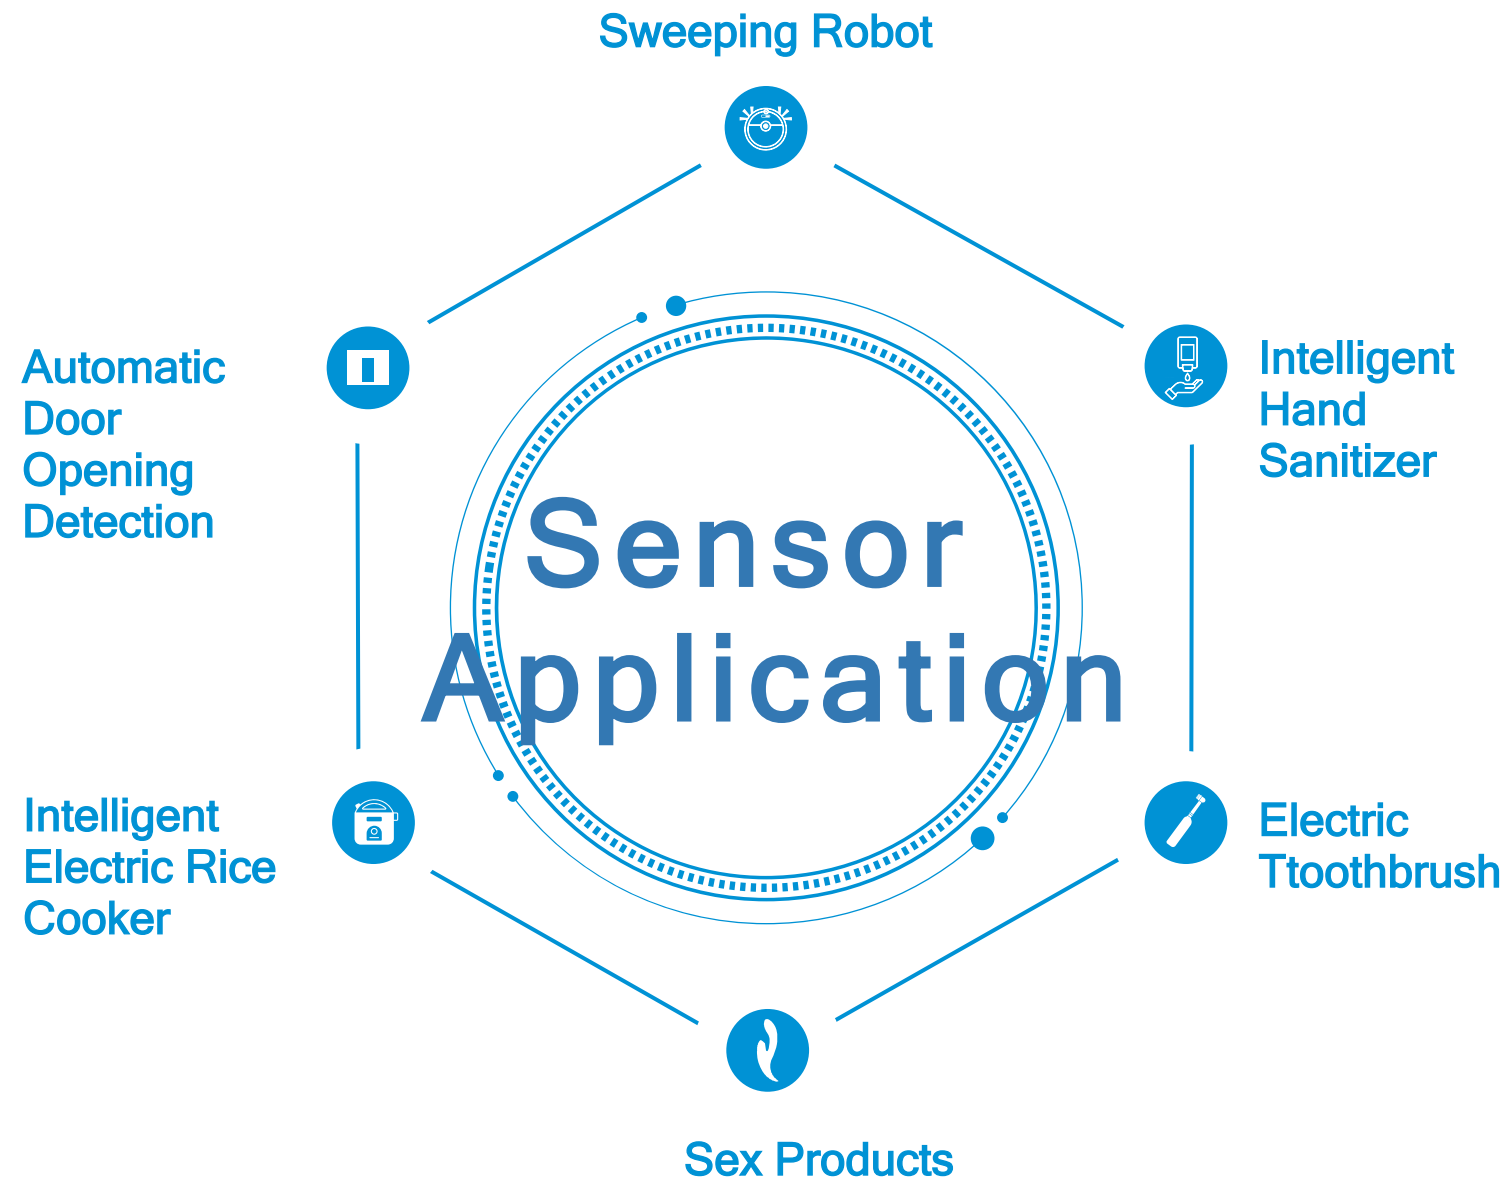 Sweeping Robot
Automatic
Door
Opening
Detection
Intelligent
Hand
Sanitizer
Sensor
Application
Intelligent
Electric Rice
Cooker
Electric
Ttoothbrush
Sex Products